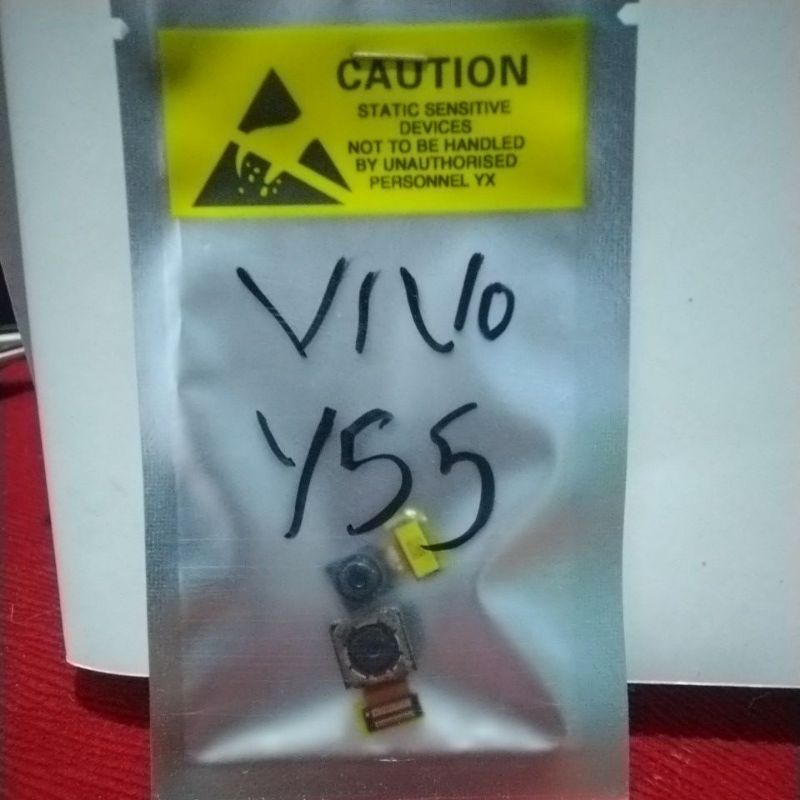 CAUTION
STATIC SENSITIVE
DEVICES
NOT TO BE HANDLED
BY UNAUTHORISED
PERSONNEL YX
VIVO
Y55